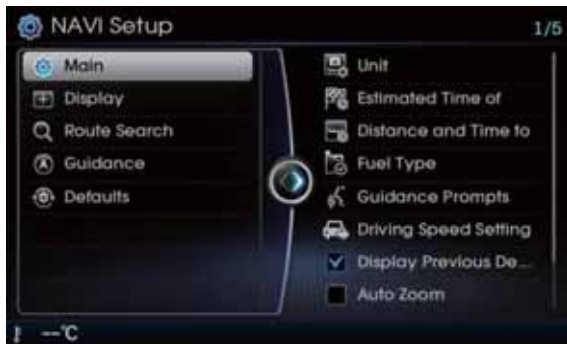 NAVI Setup
1/5
Main
Display
Route Search
Guidance
Defaults
Unit
Estimated Time of
Distance and Time to
Fuel Type
Guidance Prompts
Driving Speed Setting
Display Previous De...
Auto Zoom
--°C